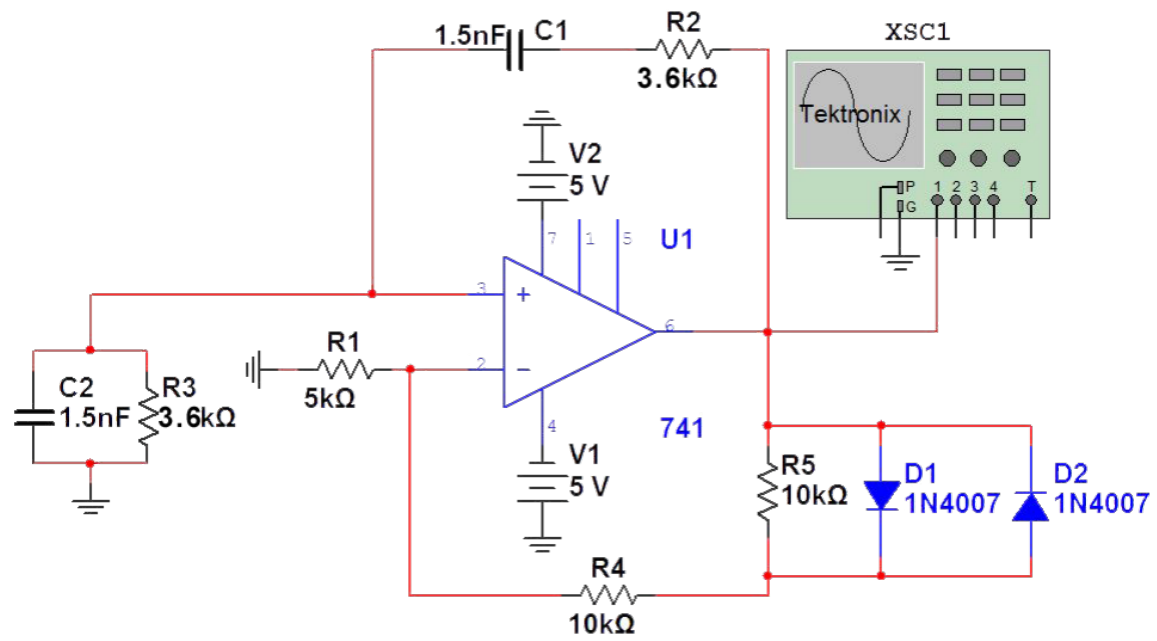 XSC1
1.5nF C1
R2
3.6kΩ
Tektronix
P
G
1 2 3 4 T
V2
5 V
7
1
5
U1
3
+
6
2
−
4
741
R1
5kΩ
C2
1.5nF
R3
3.6kΩ
V1
5 V
R5
10kΩ
D1
1N4007
D2
1N4007
R4
10kΩ